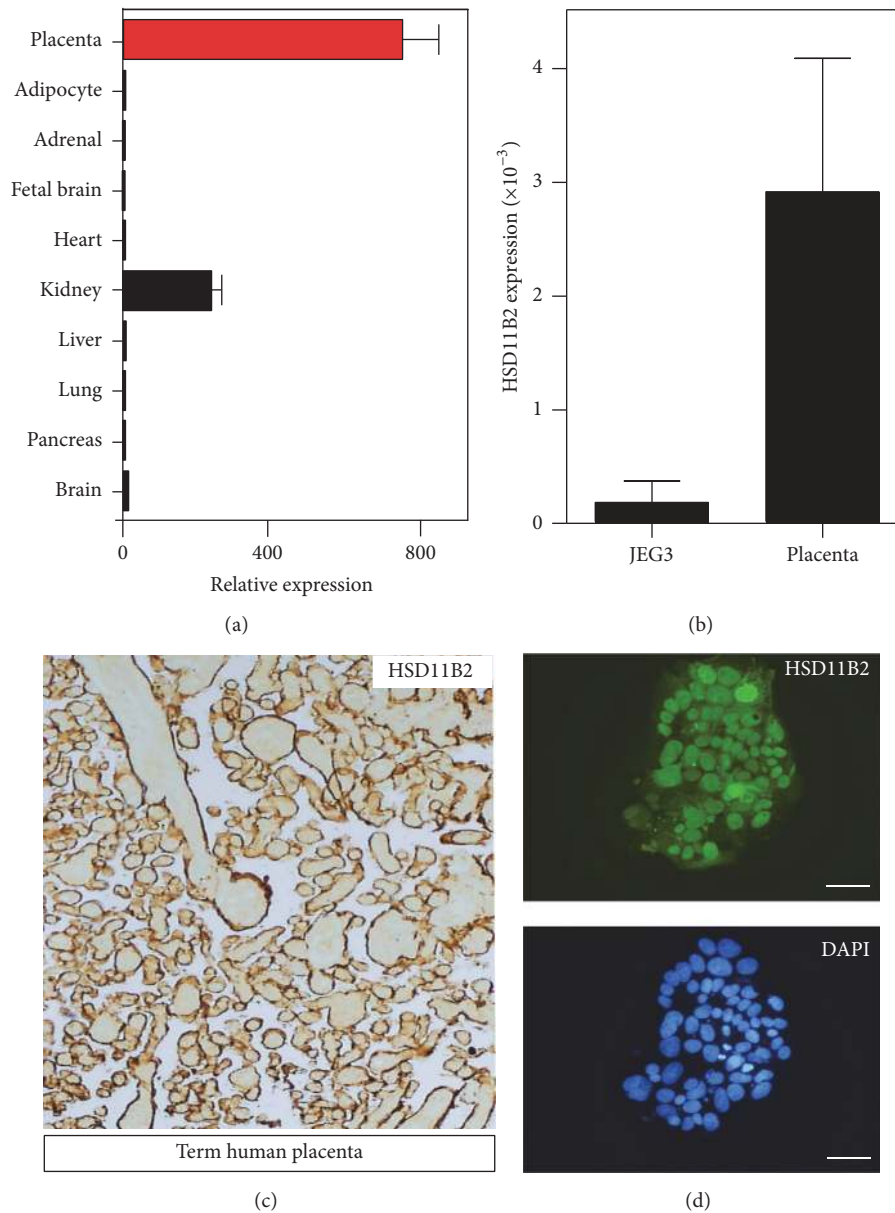 Placenta
Adipocyte
Adrenal
Fetal brain
Heart
Kidney
Liver
Lung
Pancreas
Brain
0 400 800
Relative expression
(a)
HSD11B2 expression (×10⁻³)
4
3
2
1
0
JEG3 Placenta
(b)
HSD11B2
Term human placenta
(c)
HSD11B2
DAPI
(d)